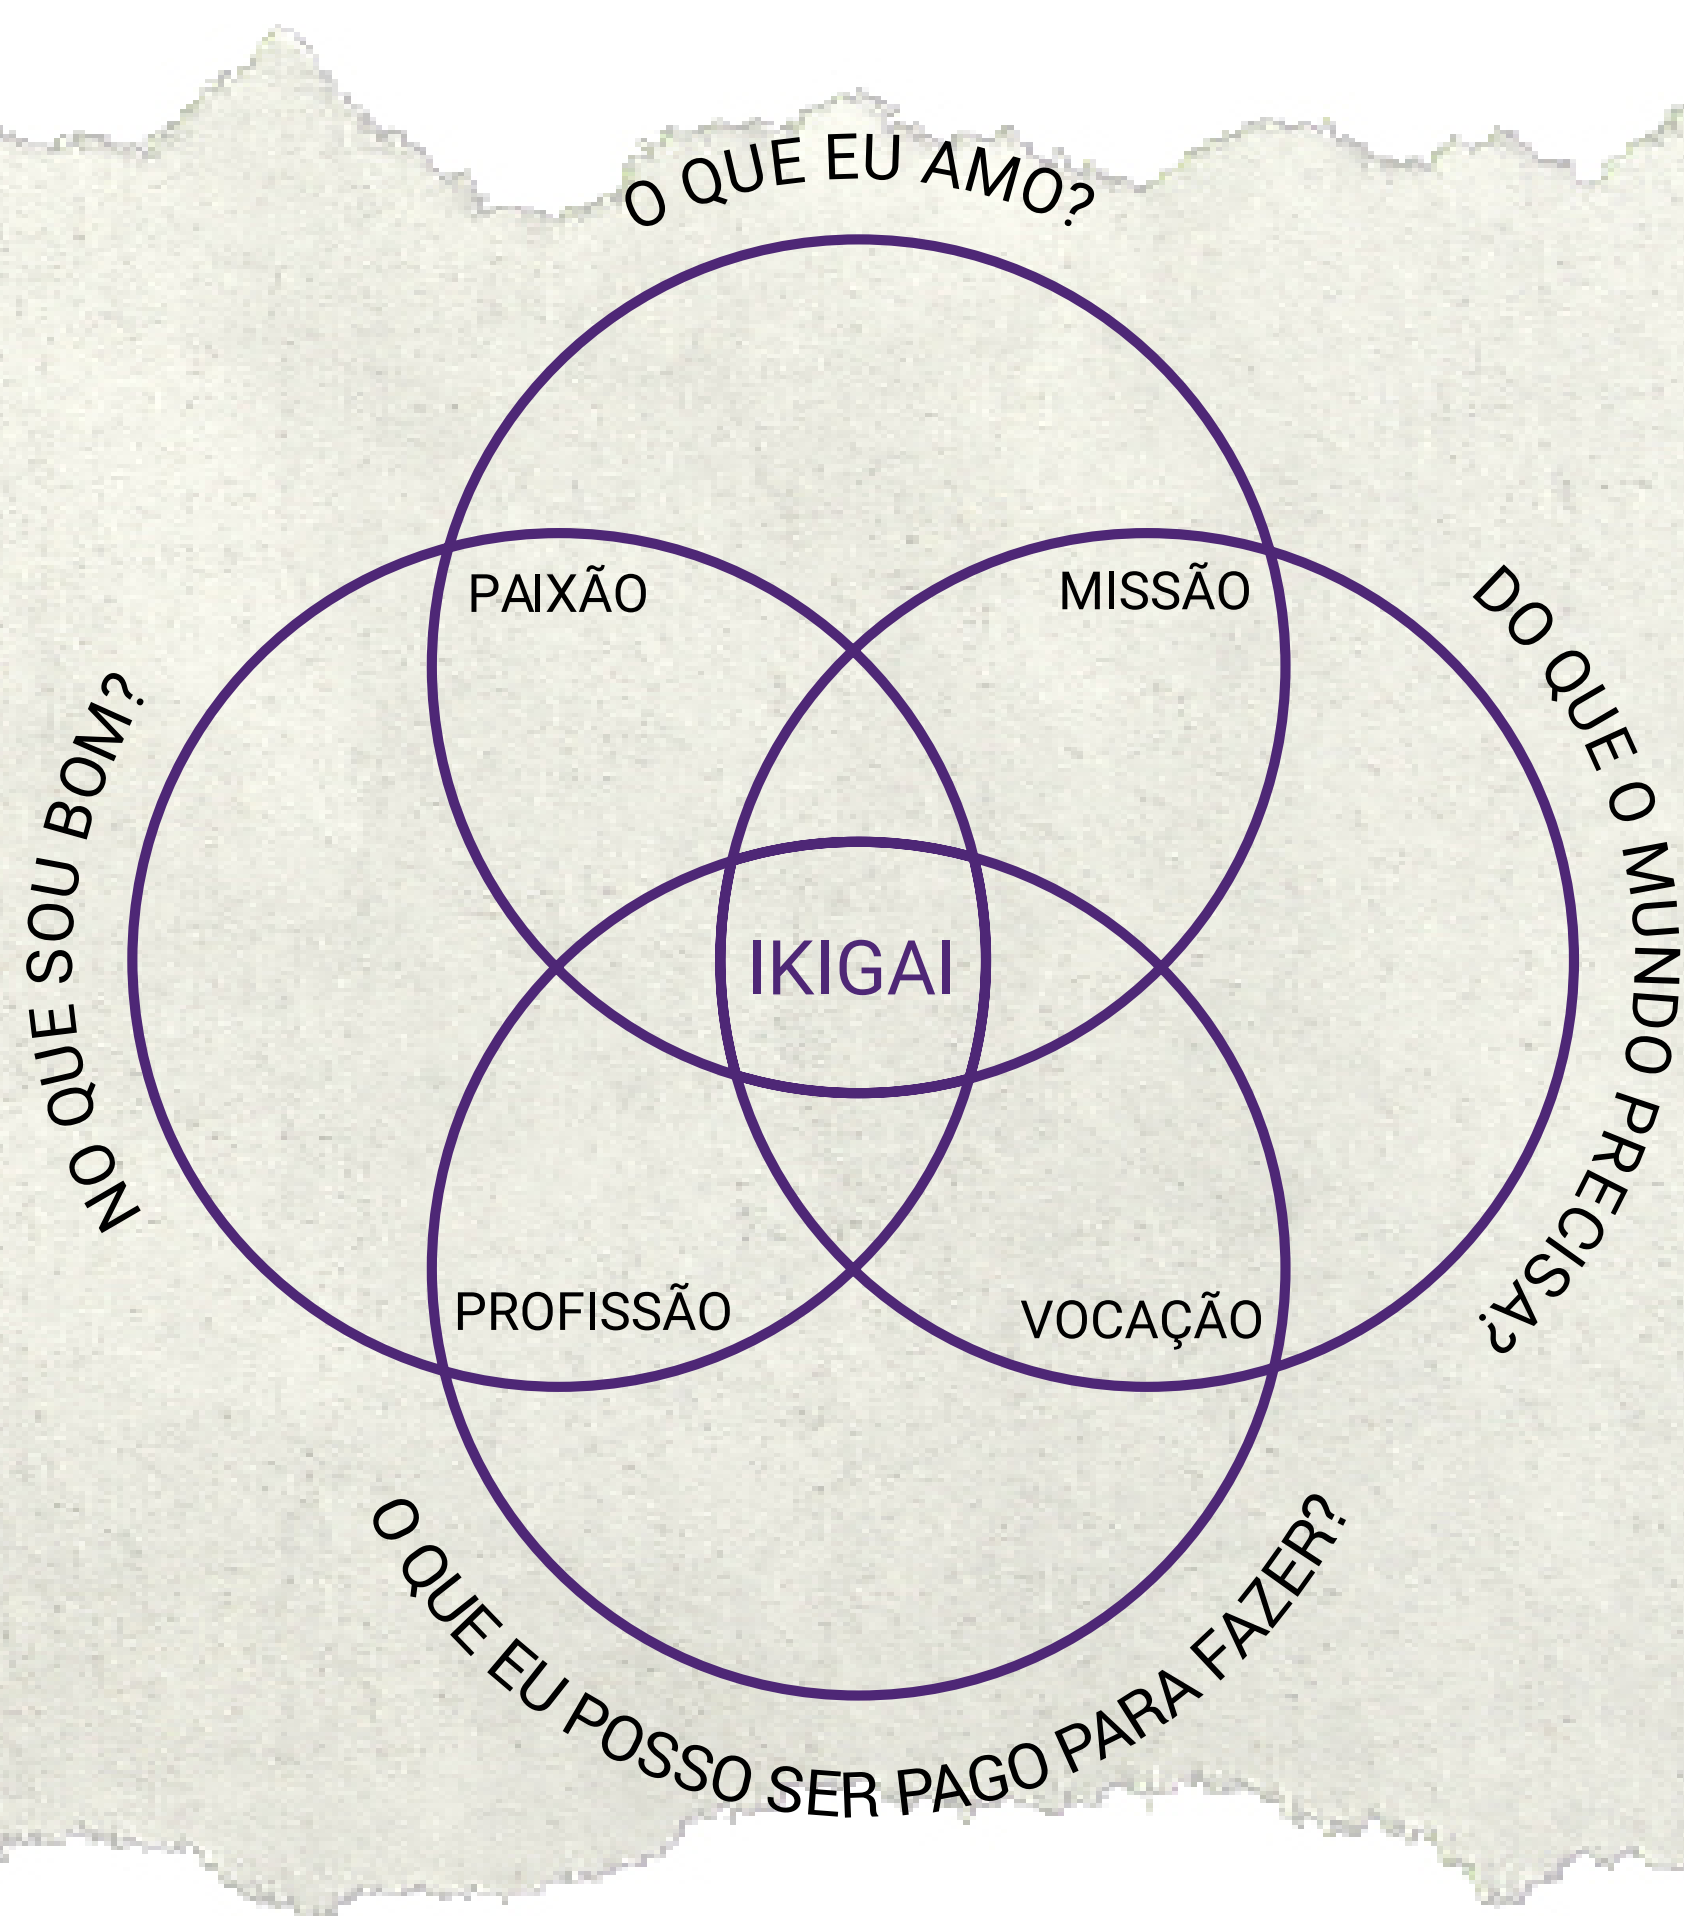 O QUE EU AMO?
PAIXÃO
MISSÃO
NO QUE SOU BOM?
DO QUE O MUNDO PRECISA?
IKIGAI
PROFISSÃO
VOCAÇÃO
O QUE EU POSSO SER PAGO PARA FAZER?